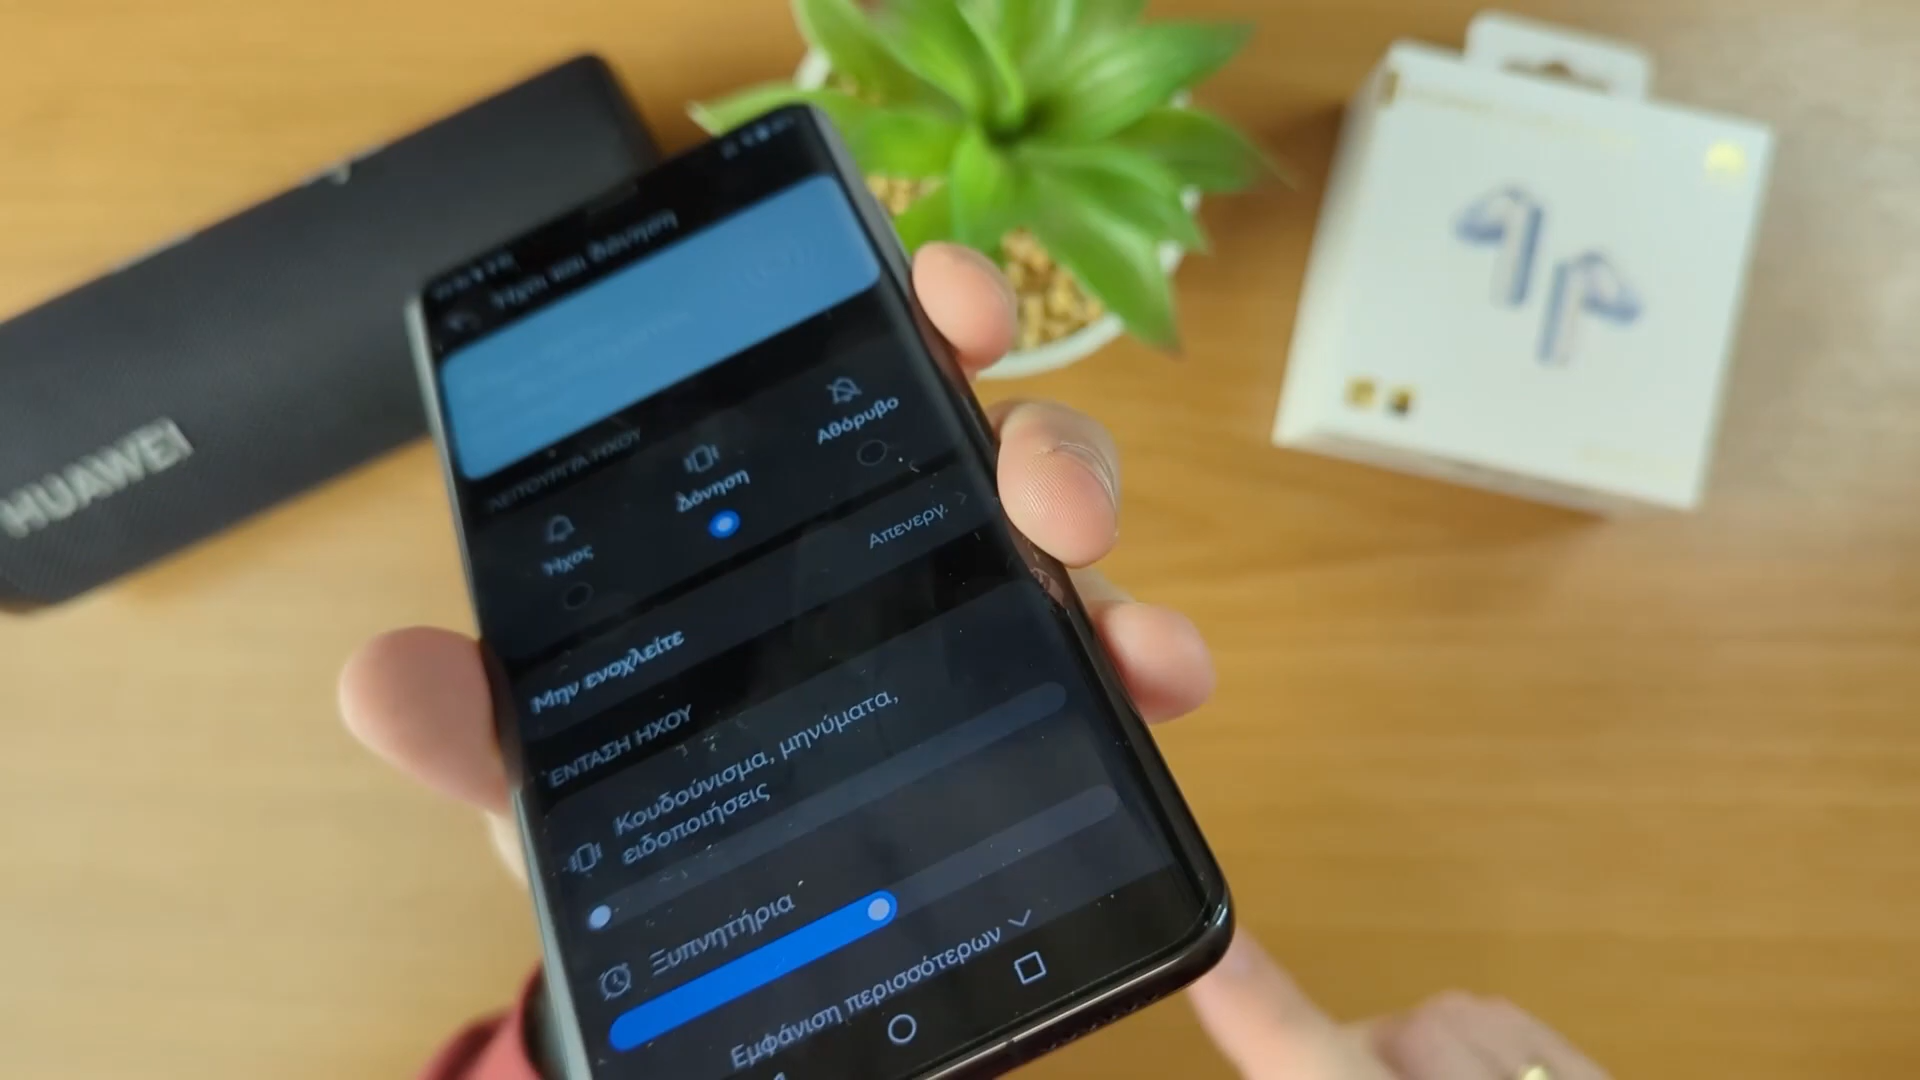 HUAWEI
Ήχοι και δόνηση
ΛΕΙΤΟΥΡΓΙΑ ΗΧΟΥ
Ήχος
Δόνηση
Αθόρυβο
Μην ενοχλείτε
Απενεργ.
ΕΝΤΑΣΗ ΗΧΟΥ
Κουδούνισμα, μηνύματα,
ειδοποιήσεις
Ξυπνητήρια
Εμφάνιση περισσότερων